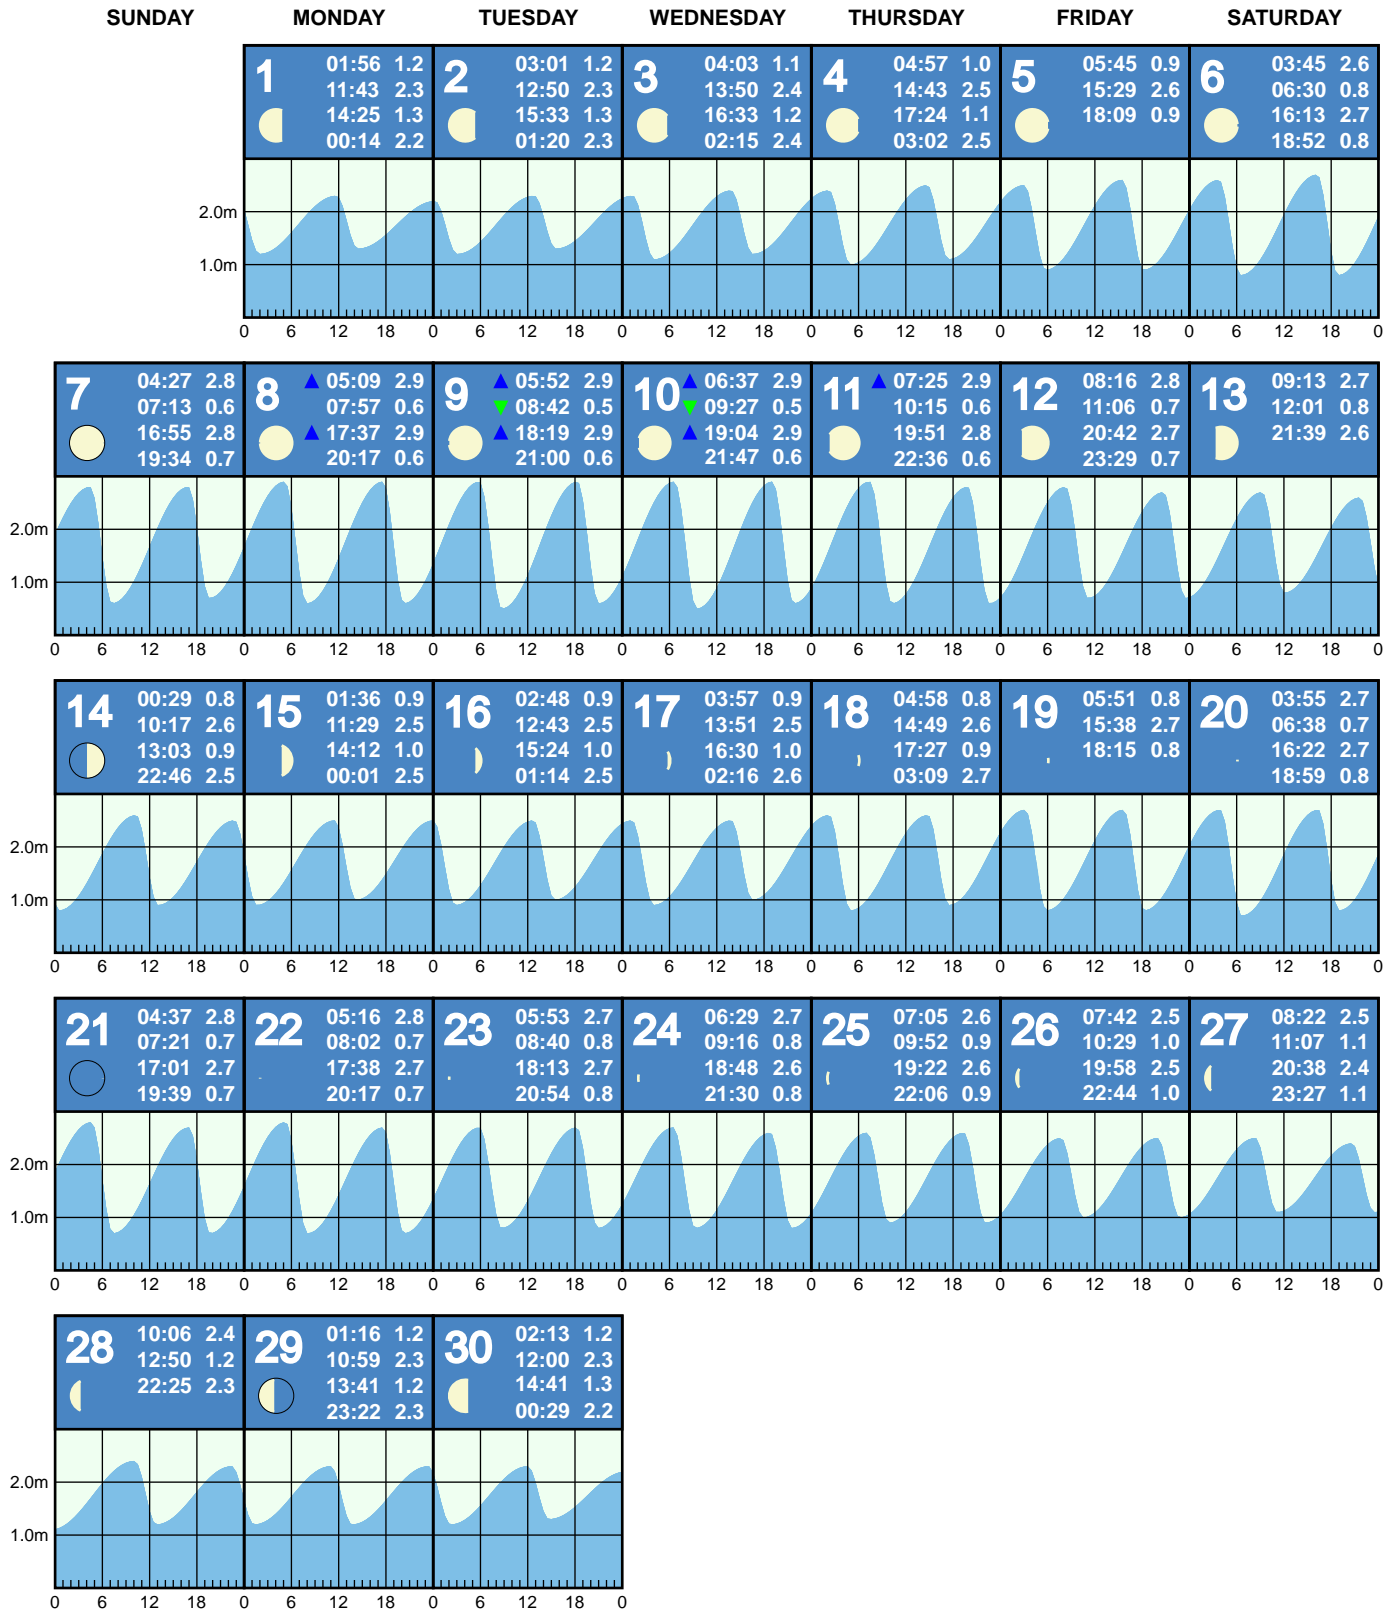 SUNDAY MONDAY TUESDAY WEDNESDAY THURSDAY FRIDAY SATURDAY
1 01:56 1.2
11:43 2.3
14:25 1.3
00:14 2.2
2 03:01 1.2
12:50 2.3
15:33 1.3
01:20 2.3
3 04:03 1.1
13:50 2.4
16:33 1.2
02:15 2.4
4 04:57 1.0
14:43 2.5
17:24 1.1
03:02 2.5
5 05:45 0.9
15:29 2.6
18:09 0.9
6 03:45 2.6
06:30 0.8
16:13 2.7
18:52 0.8
2.0m
1.0m
0 6 12 18 0 6 12 18 0 6 12 18 0 6 12 18 0 6 12 18 0 6 12 18 0
7 04:27 2.8
07:13 0.6
16:55 2.8
19:34 0.7
8 ▲ 05:09 2.9
07:57 0.6
▲ 17:37 2.9
20:17 0.6
9 ▲ 05:52 2.9
▼ 08:42 0.5
▲ 18:19 2.9
21:00 0.6
10 ▲ 06:37 2.9
▼ 09:27 0.5
▲ 19:04 2.9
21:47 0.6
11 ▲ 07:25 2.9
10:15 0.6
19:51 2.8
22:36 0.6
12 08:16 2.8
11:06 0.7
20:42 2.7
23:29 0.7
13 09:13 2.7
12:01 0.8
21:39 2.6
2.0m
1.0m
0 6 12 18 0 6 12 18 0 6 12 18 0 6 12 18 0 6 12 18 0 6 12 18 0 6 12 18 0
14 00:29 0.8
10:17 2.6
13:03 0.9
22:46 2.5
15 01:36 0.9
11:29 2.5
14:12 1.0
00:01 2.5
16 02:48 0.9
12:43 2.5
15:24 1.0
01:14 2.5
17 03:57 0.9
13:51 2.5
16:30 1.0
02:16 2.6
18 04:58 0.8
14:49 2.6
17:27 0.9
03:09 2.7
19 05:51 0.8
15:38 2.7
18:15 0.8
20 03:55 2.7
06:38 0.7
16:22 2.7
18:59 0.8
2.0m
1.0m
0 6 12 18 0 6 12 18 0 6 12 18 0 6 12 18 0 6 12 18 0 6 12 18 0 6 12 18 0
21 04:37 2.8
07:21 0.7
17:01 2.7
19:39 0.7
22 05:16 2.8
08:02 0.7
17:38 2.7
20:17 0.7
23 05:53 2.7
08:40 0.8
18:13 2.7
20:54 0.8
24 06:29 2.7
09:16 0.8
18:48 2.6
21:30 0.8
25 07:05 2.6
09:52 0.9
19:22 2.6
22:06 0.9
26 07:42 2.5
10:29 1.0
19:58 2.5
22:44 1.0
27 08:22 2.5
11:07 1.1
20:38 2.4
23:27 1.1
2.0m
1.0m
0 6 12 18 0 6 12 18 0 6 12 18 0 6 12 18 0 6 12 18 0 6 12 18 0 6 12 18 0
28 10:06 2.4
12:50 1.2
22:25 2.3
29 01:16 1.2
10:59 2.3
13:41 1.2
23:22 2.3
30 02:13 1.2
12:00 2.3
14:41 1.3
00:29 2.2
2.0m
1.0m
0 6 12 18 0 6 12 18 0 6 12 18 0